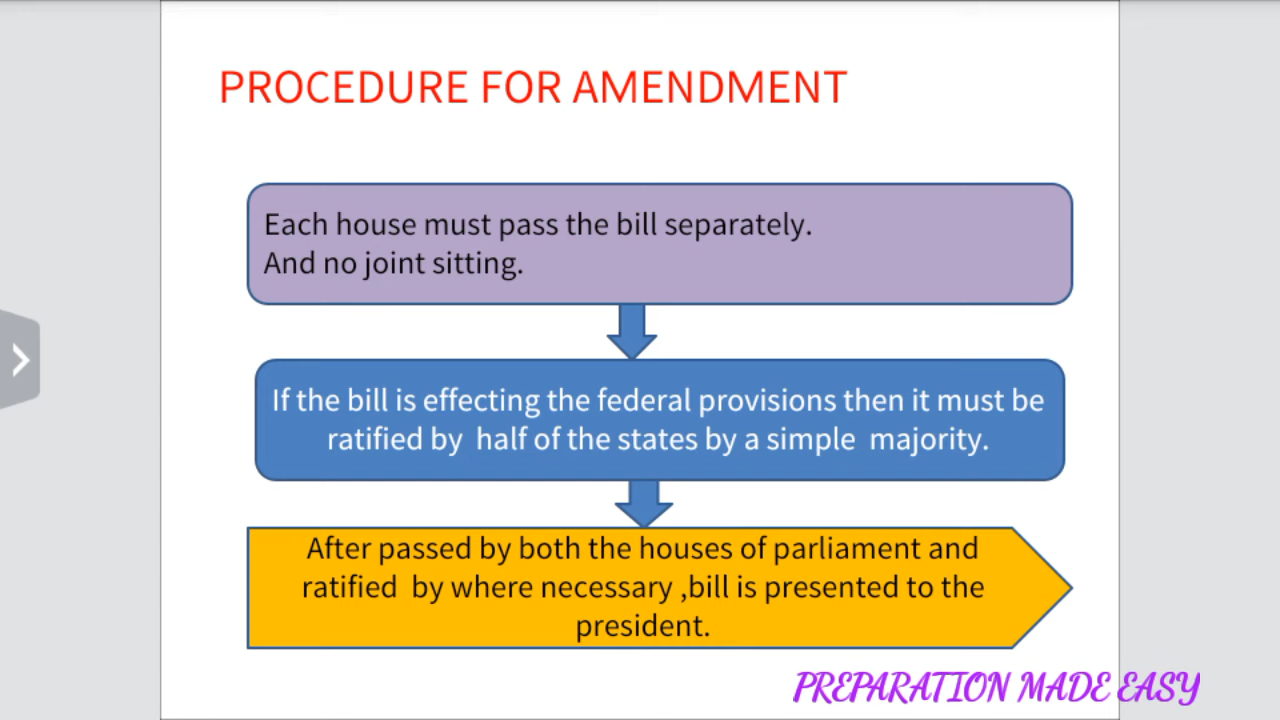 PROCEDURE FOR AMENDMENT
Each house must pass the bill separately.
And no joint sitting.
If the bill is effecting the federal provisions then it must be
ratified by half of the states by a simple majority.
After passed by both the houses of parliament and
ratified by where necessary ,bill is presented to the
president.
PREPARATION MADE EASY